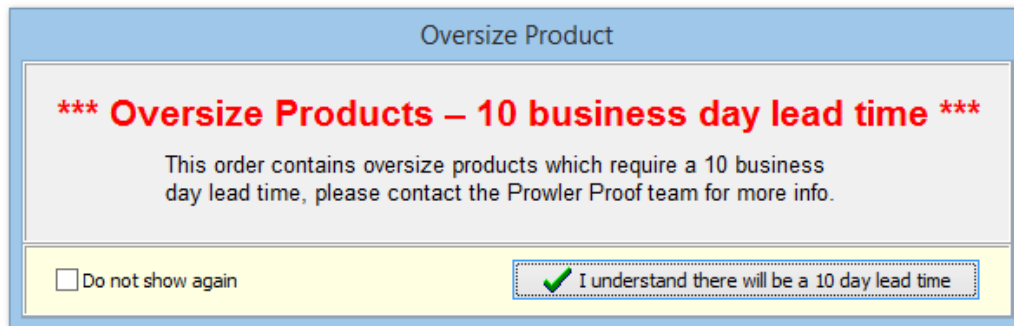 Oversize Product
*** Oversize Products – 10 business day lead time ***
This order contains oversize products which require a 10 business
day lead time, please contact the Prowler Proof team for more info.
Do not show again
I understand there will be a 10 day lead time